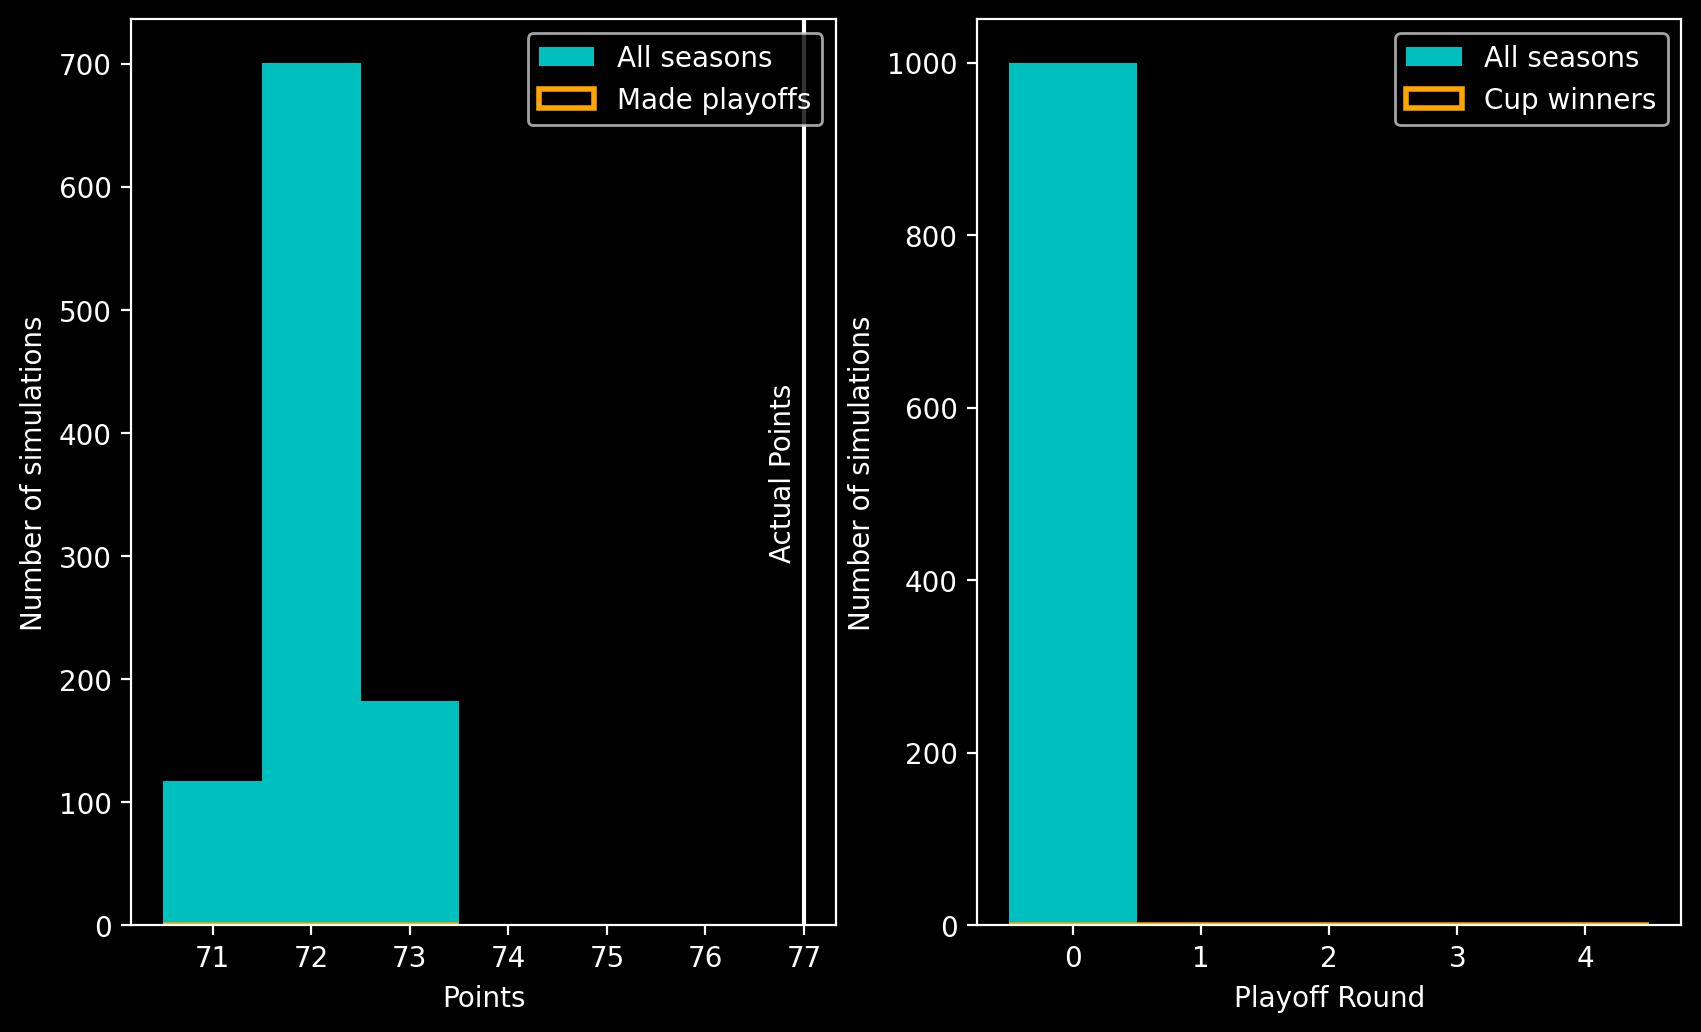 All seasons
Made playoffs
700
600
500
400
300
200
100
0
Number of simulations
Actual Points
71 72 73 74 75 76 77
Points
All seasons
Cup winners
1000
800
600
400
200
0
Number of simulations
0 1 2 3 4
Playoff Round